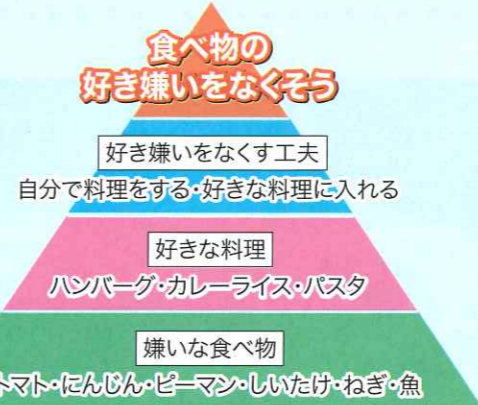 食べ物の
好き嫌いをなくそう
好き嫌いをなくす工夫
自分で料理をする・好きな料理に入れる
好きな料理
ハンバーグ・カレーライス・パスタ
嫌いな食べ物
トマト・にんじん・ピーマン・しいたけ・ねぎ・魚